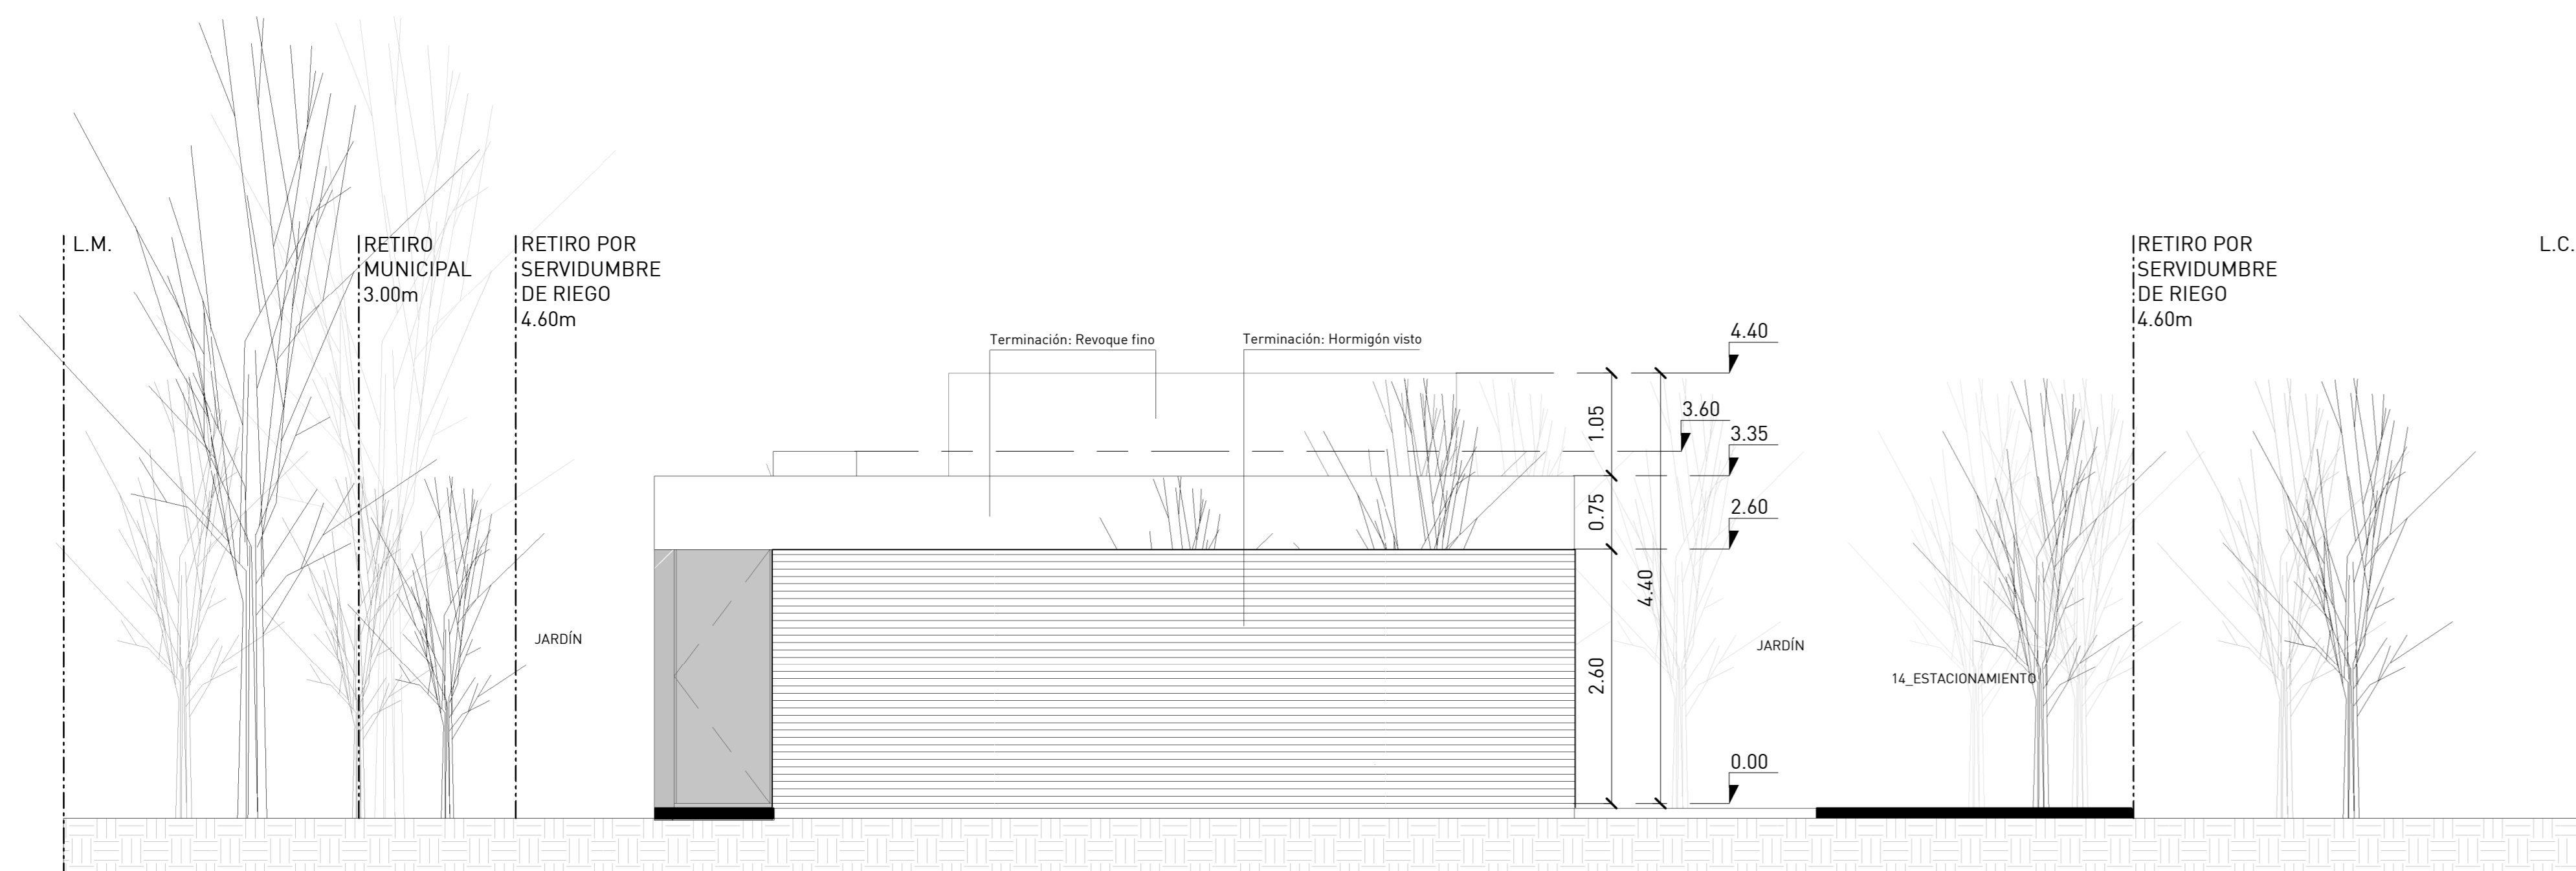 L.M.
RETIRO
MUNICIPAL
3.00m
RETIRO POR
SERVIDUMBRE
DE RIEGO
4.60m
RETIRO POR
SERVIDUMBRE
DE RIEGO
4.60m
L.C.
Terminación: Revoque fino
Terminación: Hormigón visto
4.40
3.60
3.35
2.60
0.00
1.05
0.75
2.60
4.40
JARDÍN
JARDÍN
14_ESTACIONAMIENTO